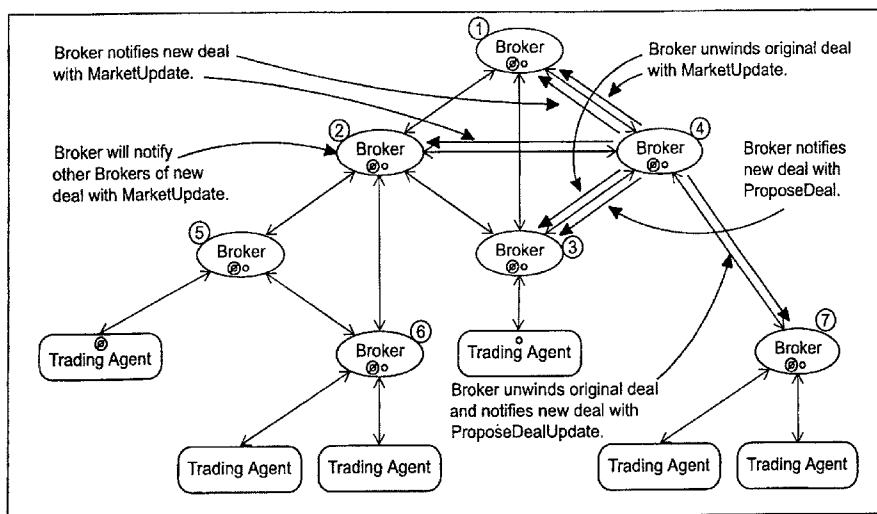 1
Broker
Broker notifies new deal
with MarketUpdate.
Broker unwinds original deal
with MarketUpdate.
2
Broker
4
Broker
Broker will notify
other Brokers of new
deal with MarketUpdate.
Broker notifies
new deal with
ProposeDeal.
5
Broker
Broker
3
Trading Agent
6
Broker
Trading Agent
7
Broker
Broker unwinds original deal
and notifies new deal with
ProposeDealUpdate.
Trading Agent
Trading Agent
Trading Agent
Trading Agent